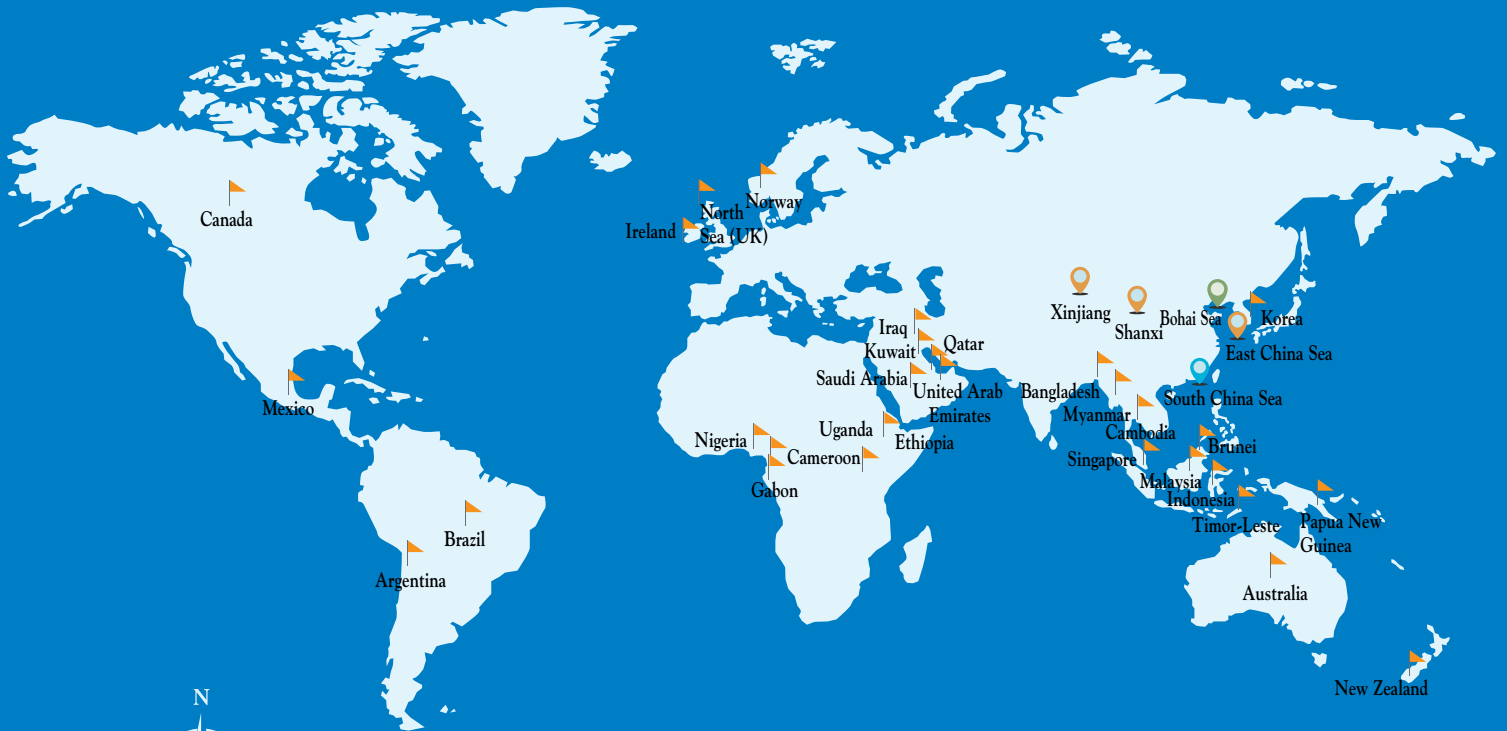 Canada
Mexico
Brazil
Argentina
N
Norway
North
Sea (UK)
Ireland
Iraq
Kuwait
Qatar
Saudi Arabia
United Arab
Emirates
Nigeria
Cameroon
Gabon
Uganda
Ethiopia
Xinjiang
Shanxi
Bohai Sea
Korea
East China Sea
South China Sea
Bangladesh
Myanmar
Cambodia
Singapore
Brunei
Malaysia
Indonesia
Timor-Leste
Papua New
Guinea
Australia
New Zealand